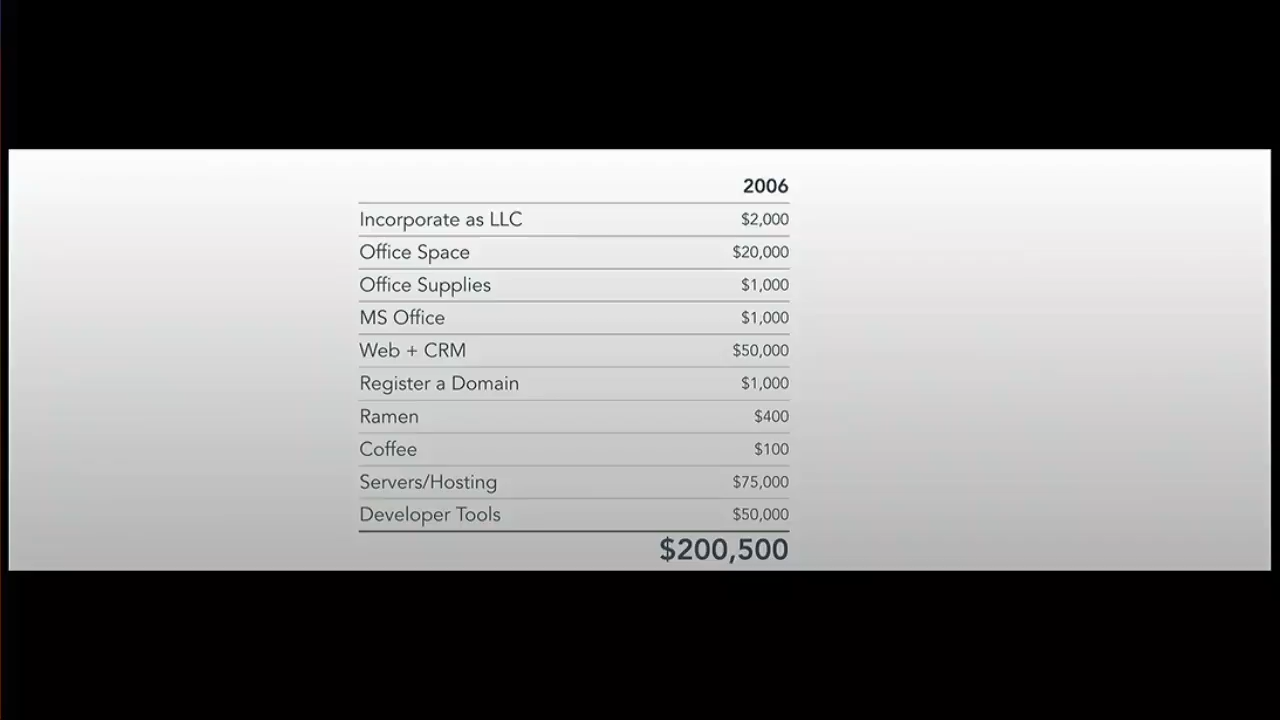 2006
Incorporate as LLC $2,000
Office Space $20,000
Office Supplies $1,000
MS Office $1,000
Web + CRM $50,000
Register a Domain $1,000
Ramen $400
Coffee $100
Servers/Hosting $75,000
Developer Tools $50,000
$200,500